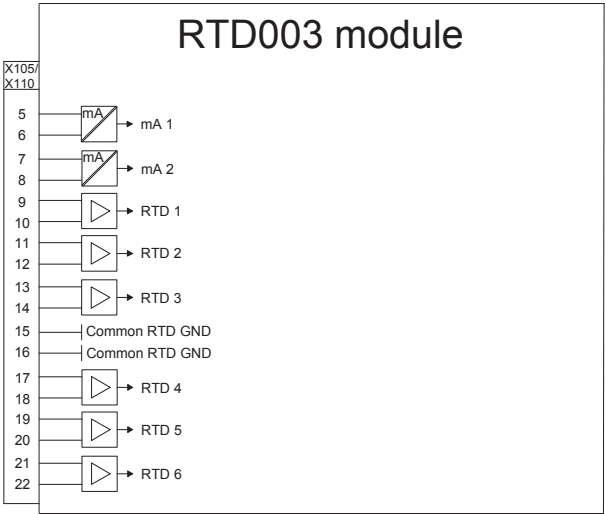 RTD003 module
X105/
X110
5
mA
mA 1
6
7
mA
mA 2
8
9
RTD 1
10
11
RTD 2
12
13
RTD 3
14
15
Common RTD GND
16
Common RTD GND
17
RTD 4
18
19
RTD 5
20
21
RTD 6
22